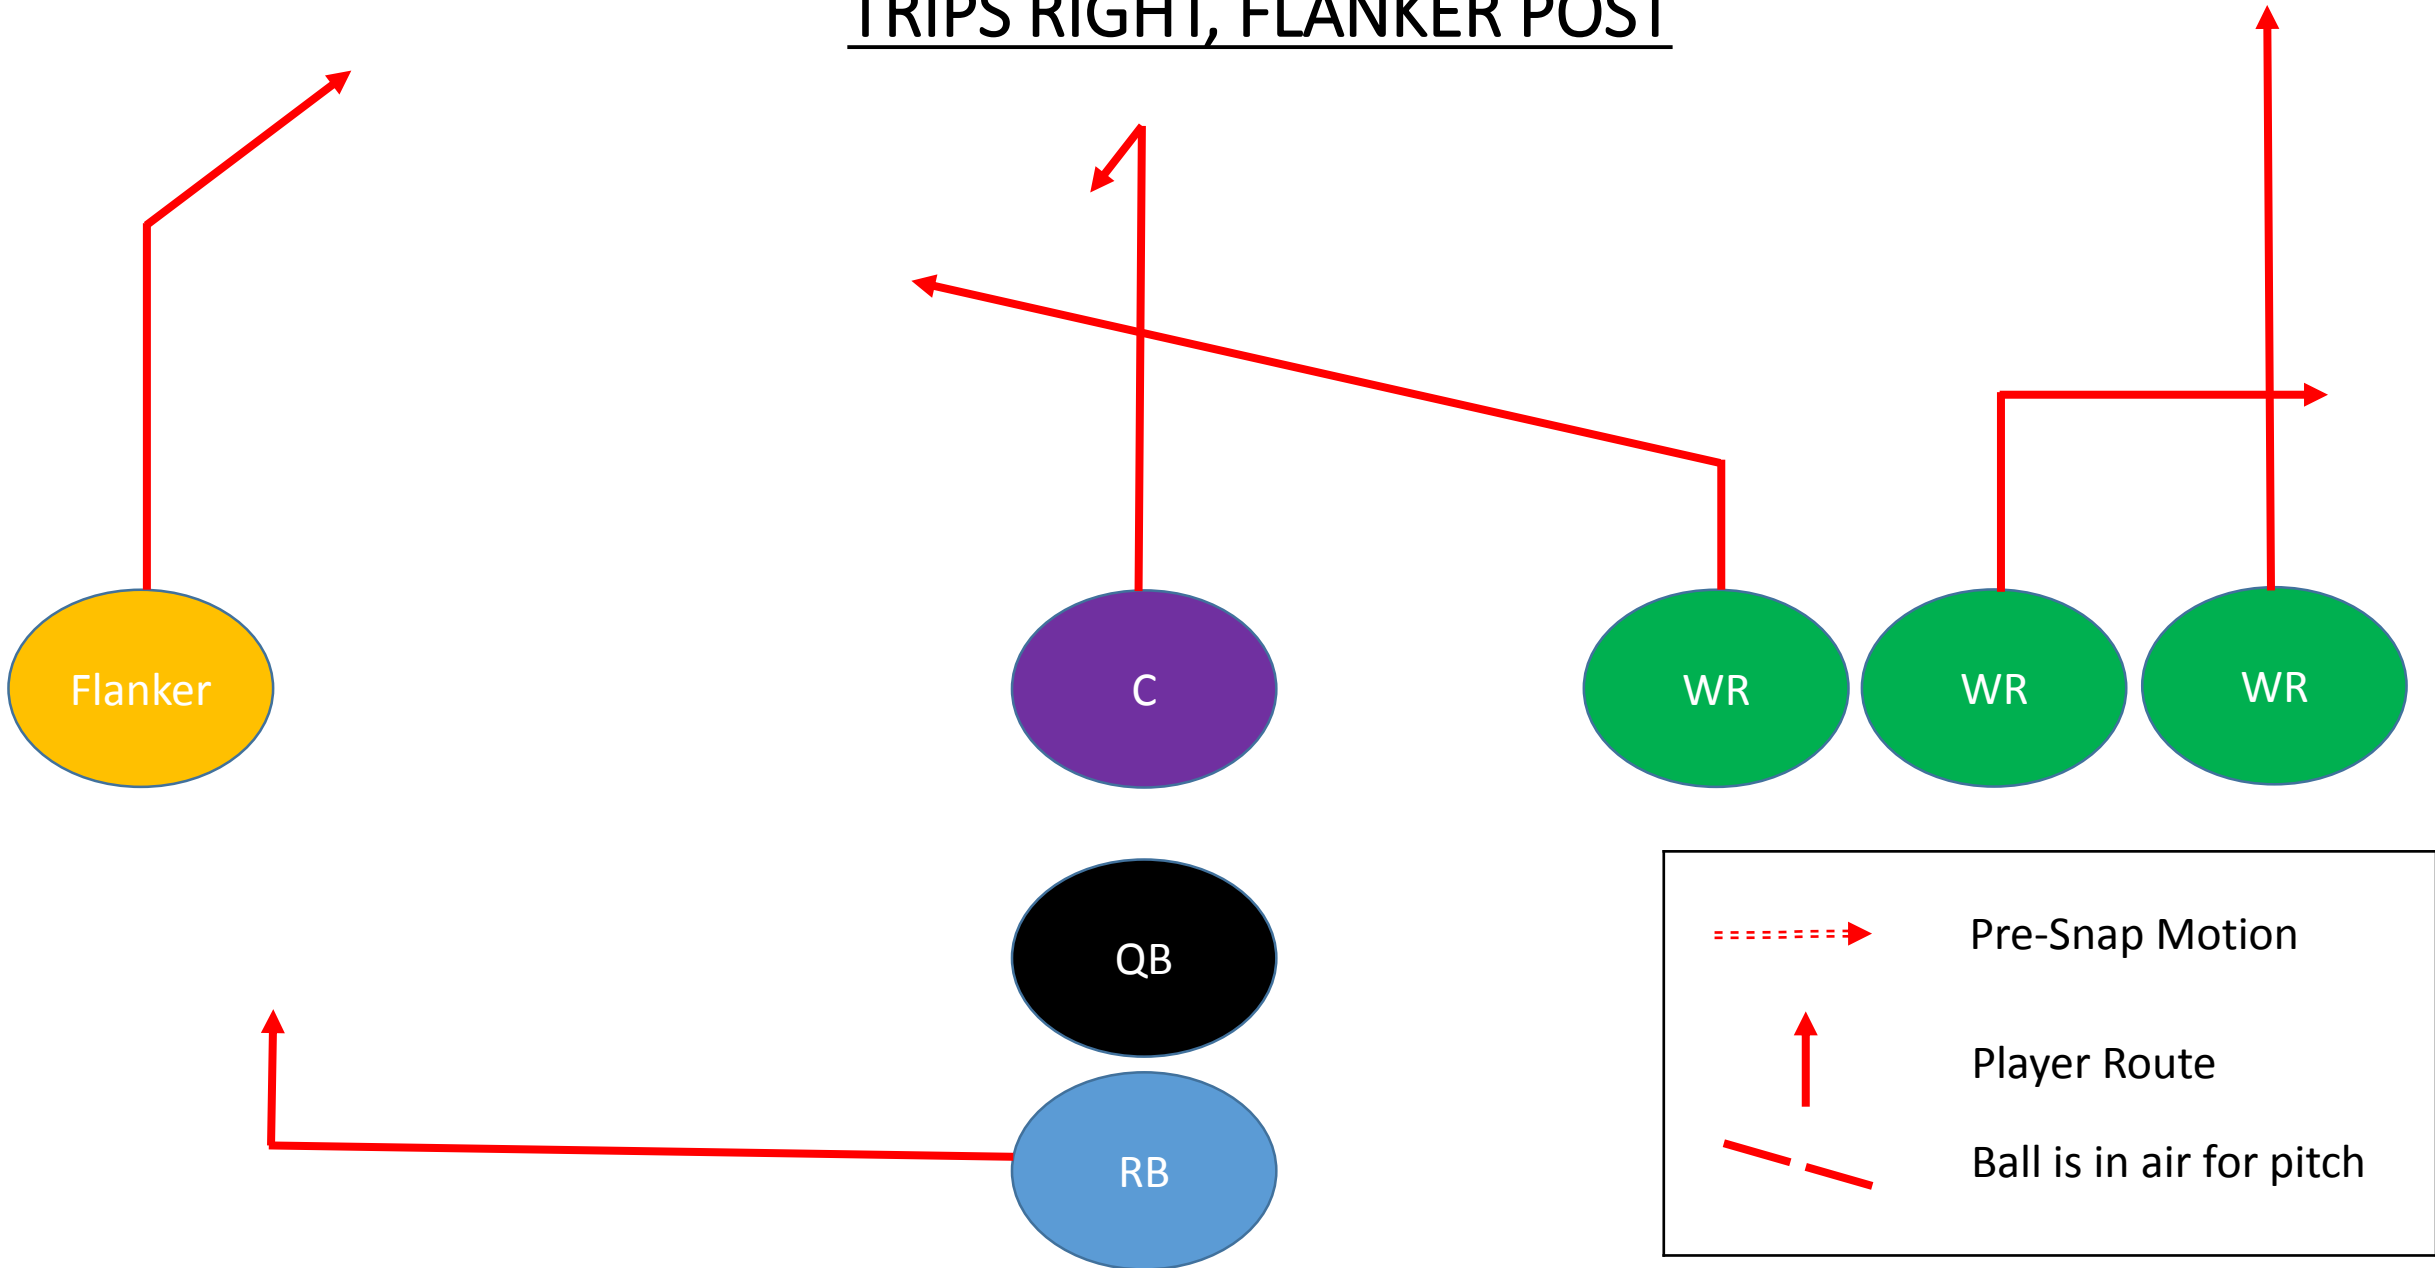 TRIPS RIGHT, FLANKER POST
Flanker
C
WR
WR
WR
QB
RB
Pre-Snap Motion
Player Route
Ball is in air for pitch